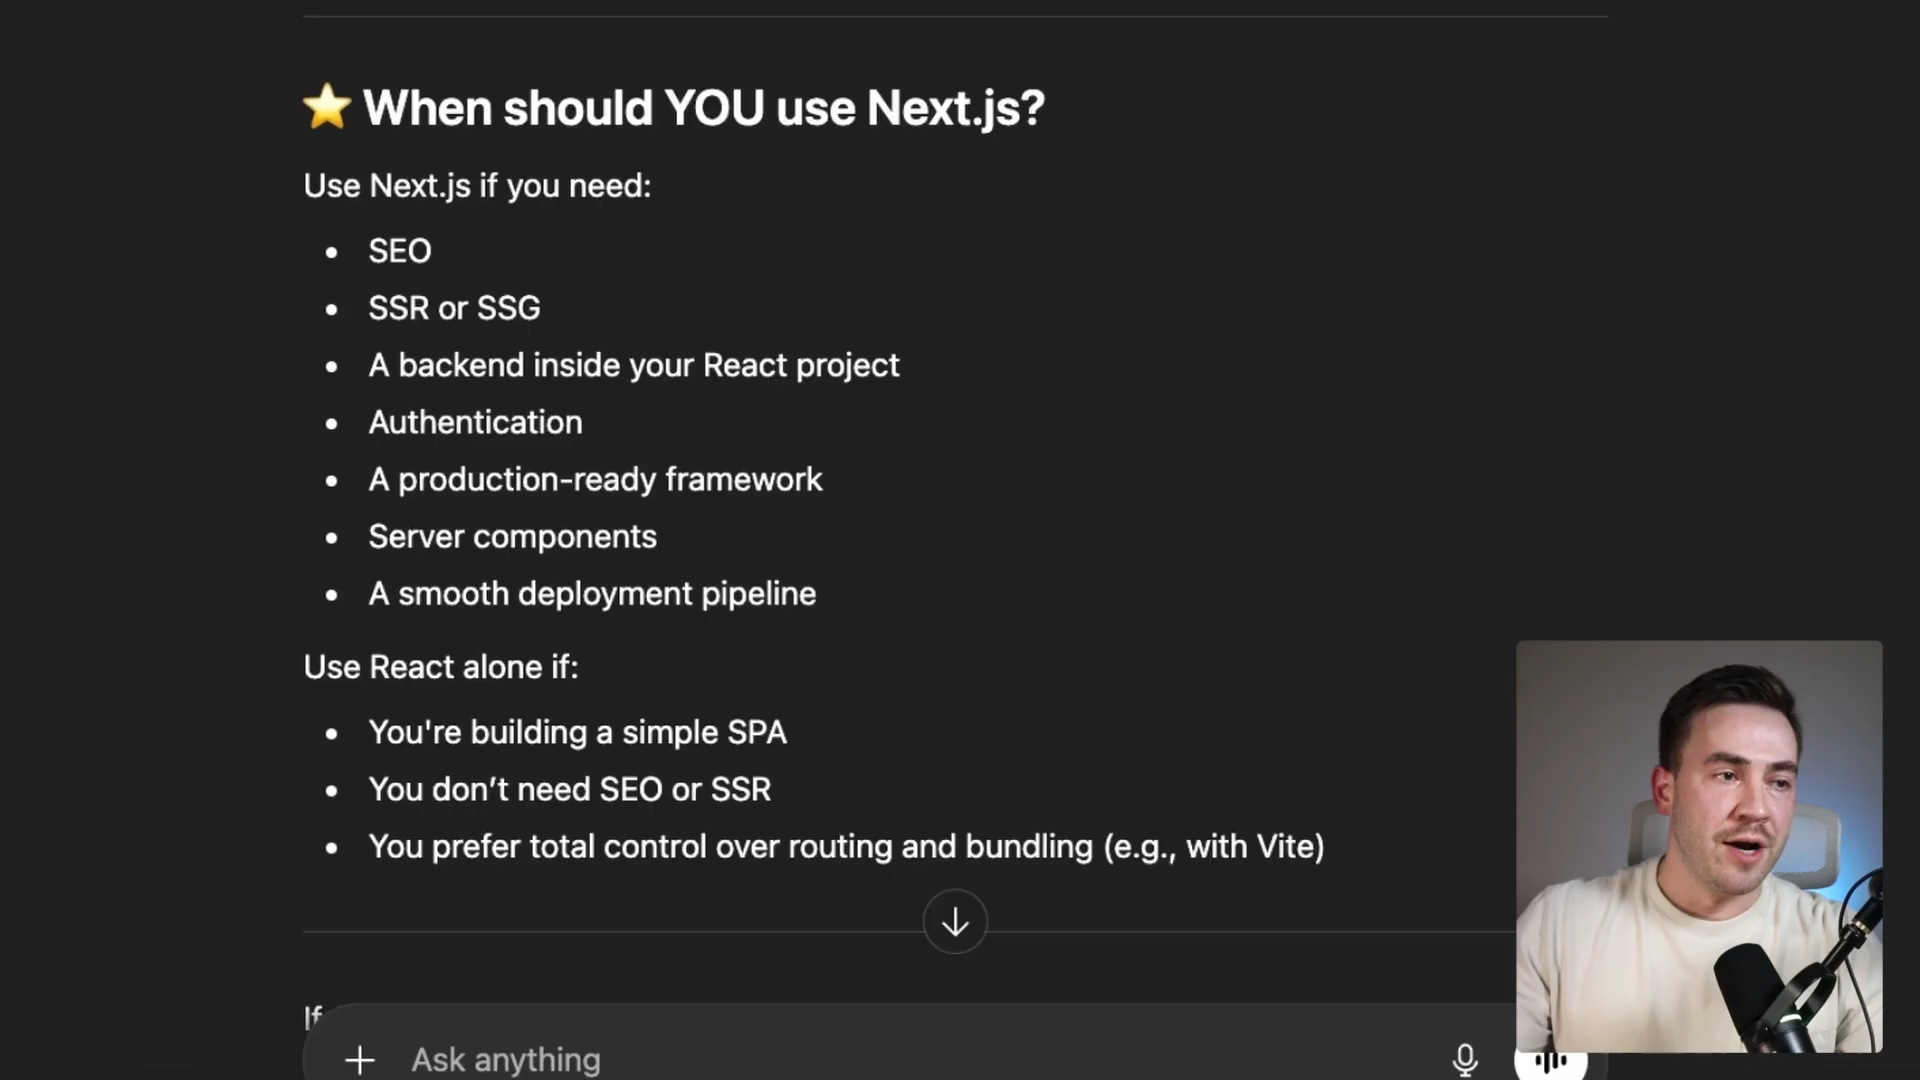 ⭐ When should YOU use Next.js?
Use Next.js if you need:
• SEO
• SSR or SSG
• A backend inside your React project
• Authentication
• A production-ready framework
• Server components
• A smooth deployment pipeline
Use React alone if:
• You're building a simple SPA
• You don’t need SEO or SSR
• You prefer total control over routing and bundling (e.g., with Vite)
If
Ask anything